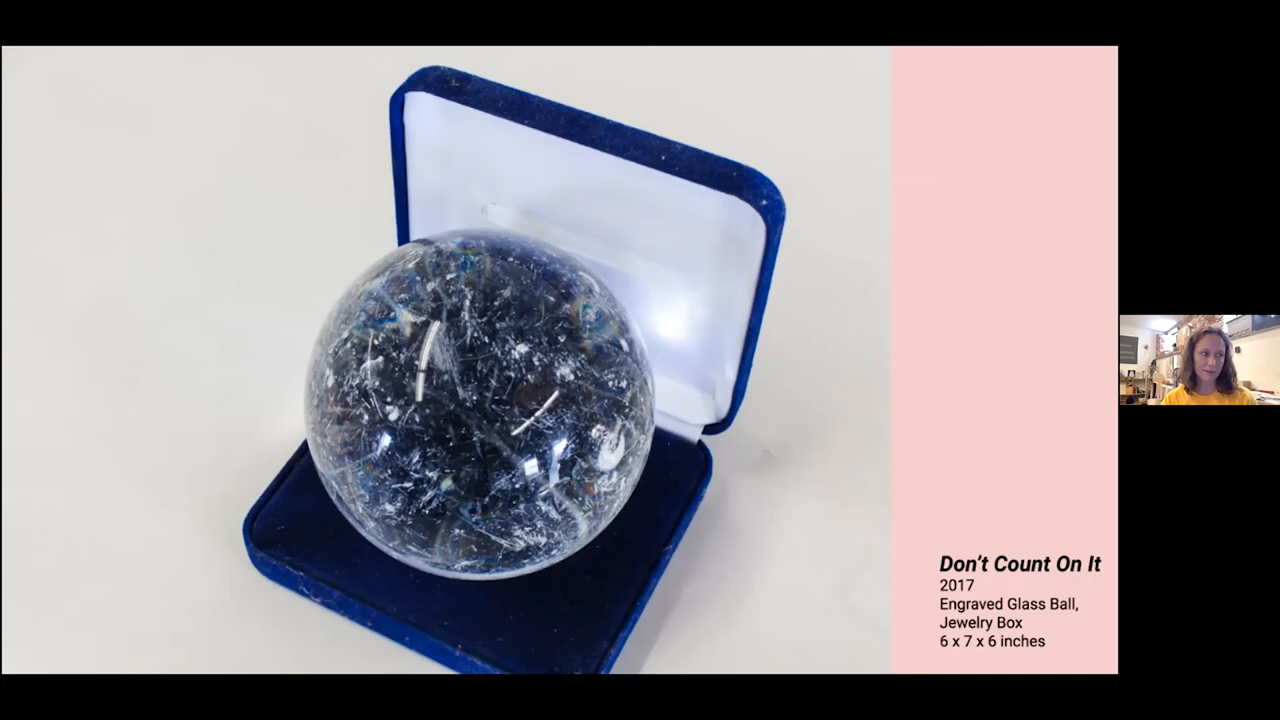 Don't Count On It
2017
Engraved Glass Ball,
Jewelry Box
6 x 7 x 6 inches